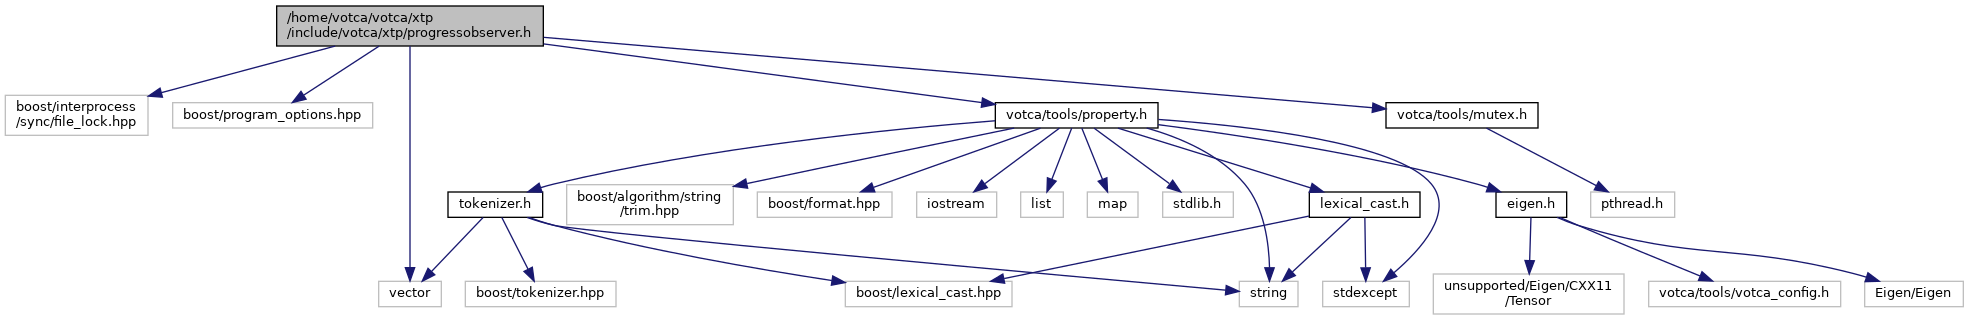 /home/votca/votca/xtp
/include/votca/xtp/progressobserver.h
boost/interprocess
/sync/file_lock.hpp
boost/program_options.hpp
votca/tools/property.h
votca/tools/mutex.h
tokenizer.h
boost/algorithm/string
/trim.hpp
boost/format.hpp
iostream
list
map
stdlib.h
lexical_cast.h
eigen.h
pthread.h
vector
boost/tokenizer.hpp
boost/lexical_cast.hpp
string
stdexcept
unsupported/Eigen/CXX11
/Tensor
votca/tools/votca_config.h
Eigen/Eigen